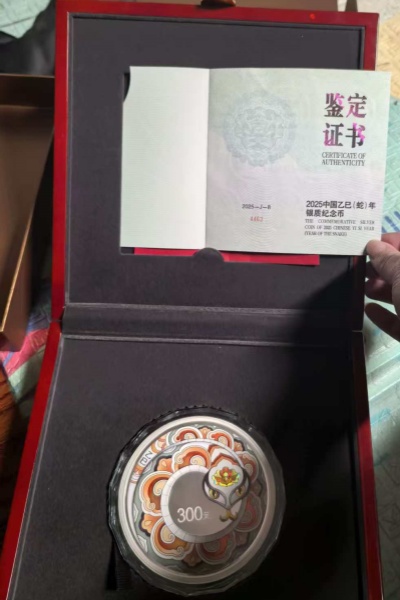 鉴定
证书
CERTIFICATE OF
AUTHENTICITY
2025中国乙巳（蛇）年
银质纪念币
THE COMMEMORATIVE SILVER
COIN OF 2025 CHINESE YI SI YEAR
(YEAR OF THE SNAKE)
300元